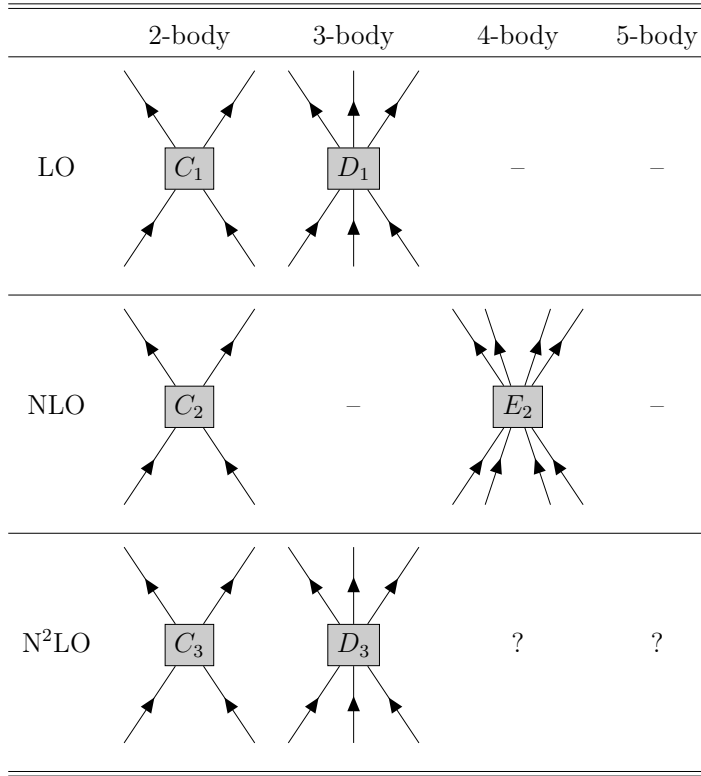 2-body 3-body 4-body 5-body
LO C₁ D₁ – –
NLO C₂ – E₂ –
N²LO C₃ D₃ ? ?